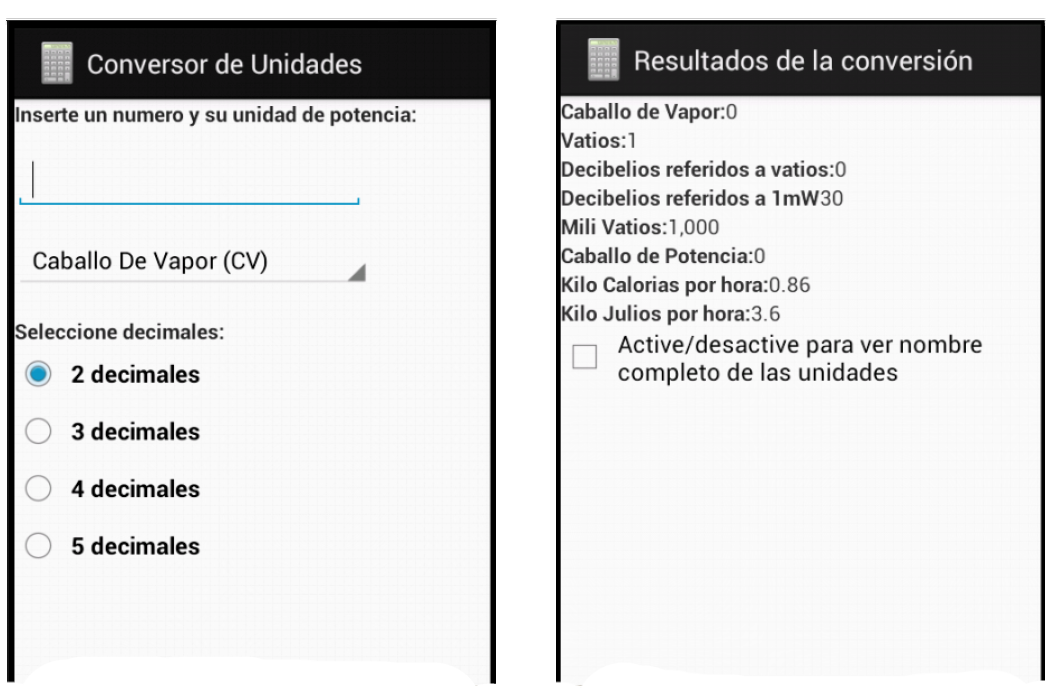 Conversor de Unidades
Inserte un numero y su unidad de potencia:
Caballo De Vapor (CV)
Seleccione decimales:
2 decimales
3 decimales
4 decimales
5 decimales
Resultados de la conversión
Caballo de Vapor:0
Vatios:1
Decibelios referidos a vatios:0
Decibelios referidos a 1mW30
Mili Vatios:1,000
Caballo de Potencia:0
Kilo Calorias por hora:0.86
Kilo Julios por hora:3.6
Active/desactive para ver nombre
completo de las unidades